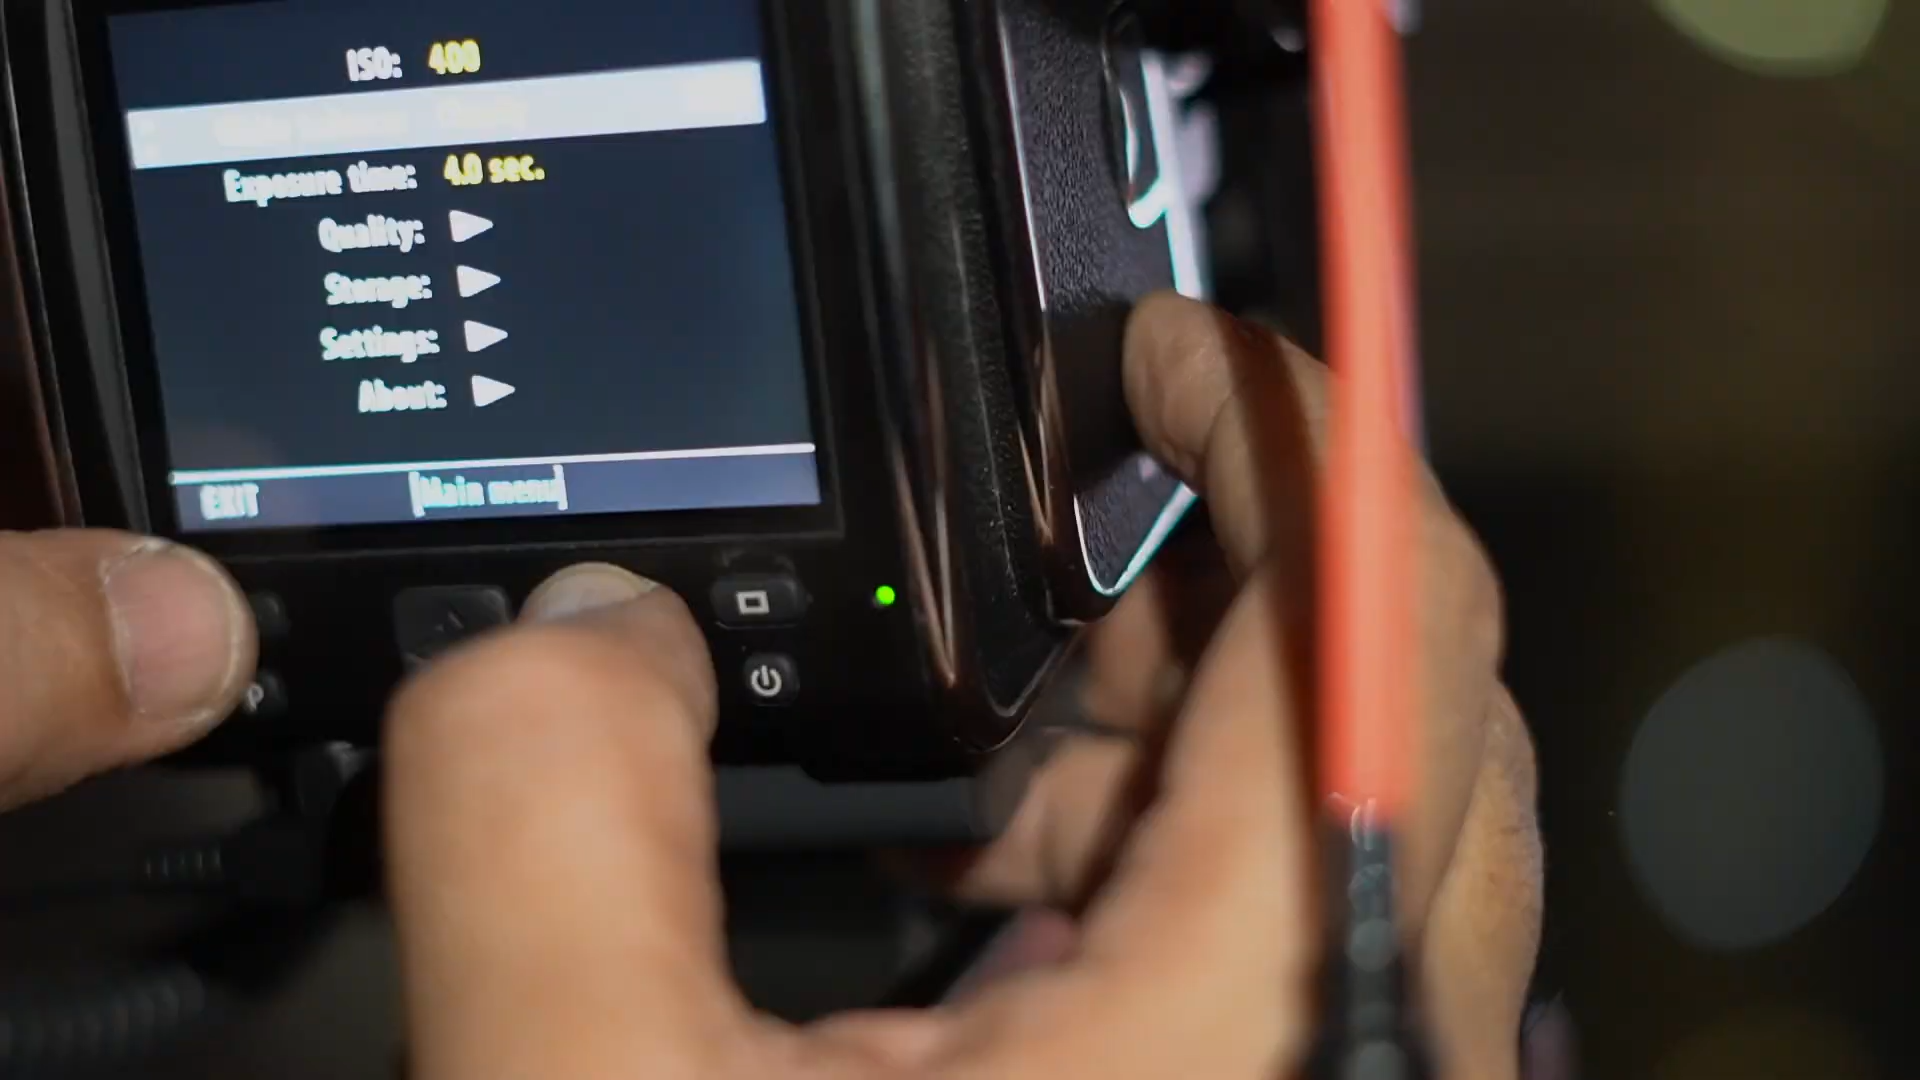 ISO: 400
Exposure time: 4.0 sec.
Quality:
Storage:
Settings:
About:
EXIT [Main menu]